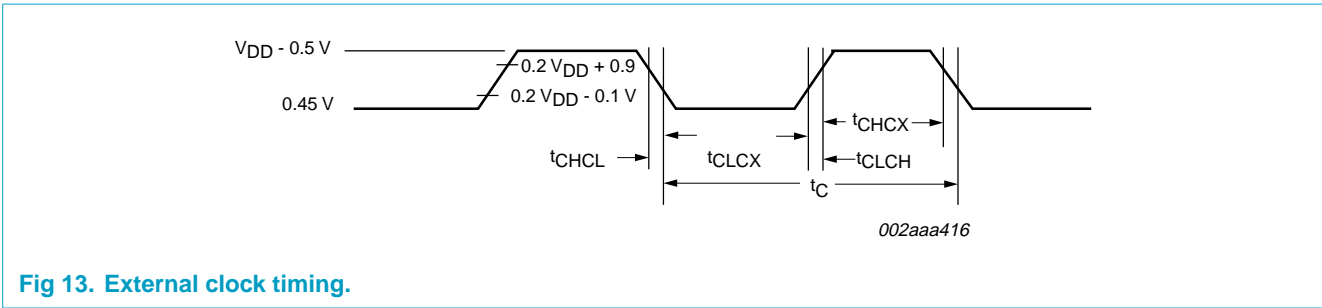 VDD - 0.5 V
0.2 VDD + 0.9
0.45 V
0.2 VDD - 0.1 V
tCHCX
tCHCL
tCLCX
tCLCH
tC
002aaa416
Fig 13. External clock timing.